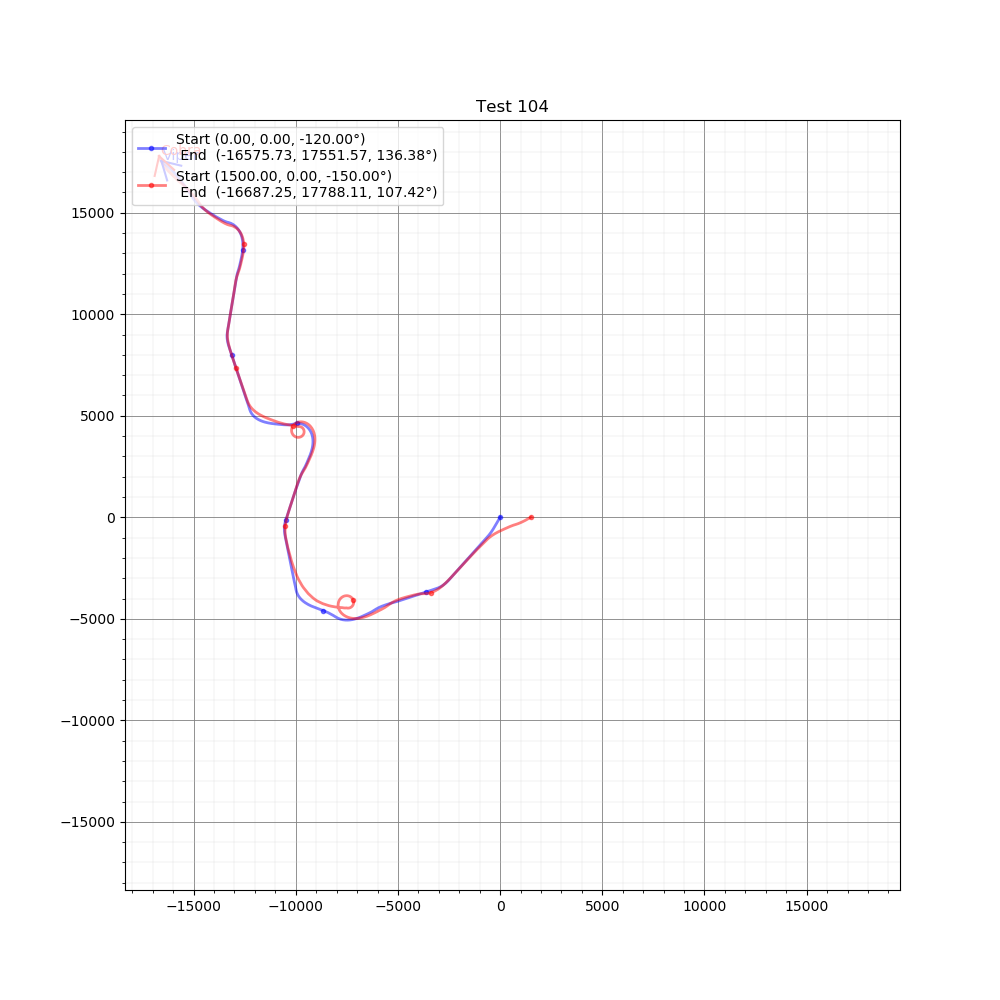 Test 104
Start (0.00, 0.00, -120.00°)
End (-16575.73, 17551.57, 136.38°)
Start (1500.00, 0.00, -150.00°)
End (-16687.25, 17788.11, 107.42°)
15000
10000
5000
0
−5000
−10000
−15000
−15000 −10000 −5000 0 5000 10000 15000